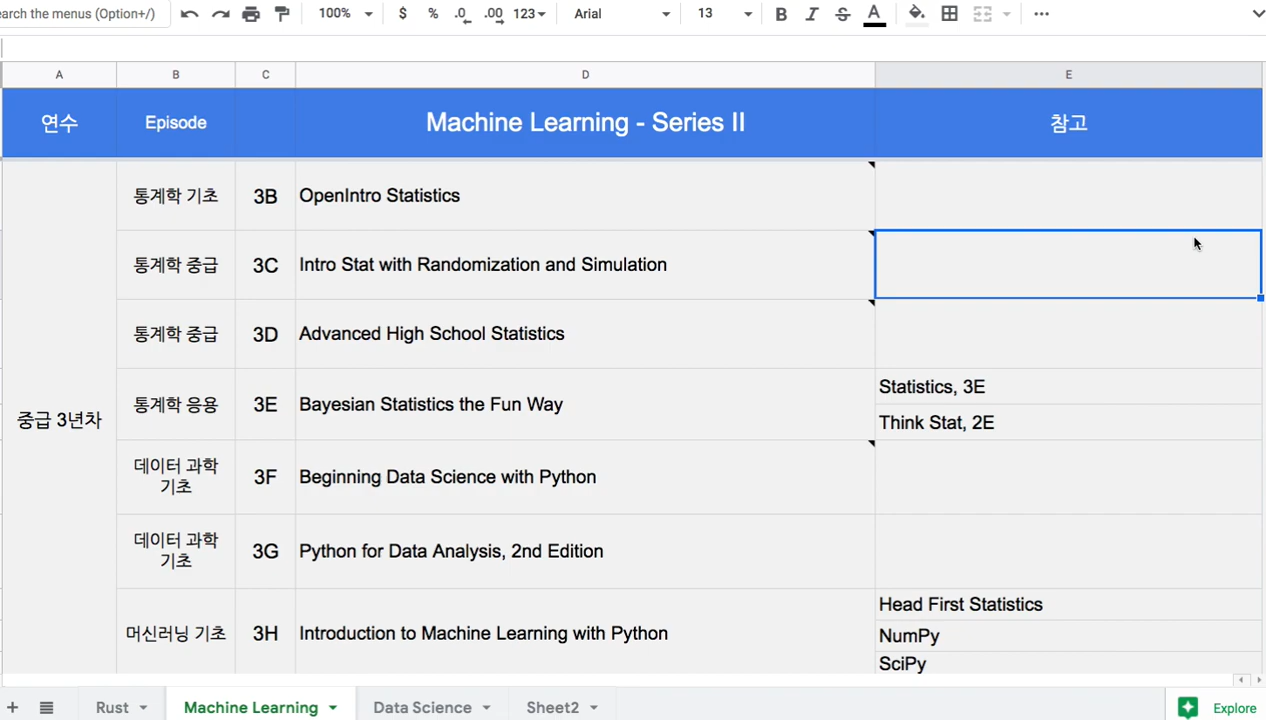 earch the menus (Option+/)
100%
$
%
.0
.00
123
Arial
13
B
I
S
A
A
B
C
D
E
연수
Episode
Machine Learning - Series II
참고
중급 3년차
통계학 기초
3B
OpenIntro Statistics
통계학 중급
3C
Intro Stat with Randomization and Simulation
통계학 중급
3D
Advanced High School Statistics
통계학 응용
3E
Bayesian Statistics the Fun Way
Statistics, 3E
Think Stat, 2E
데이터 과학
기초
3F
Beginning Data Science with Python
데이터 과학
기초
3G
Python for Data Analysis, 2nd Edition
머신러닝 기초
3H
Introduction to Machine Learning with Python
Head First Statistics
NumPy
SciPy
Rust
Machine Learning
Data Science
Sheet2
Explore